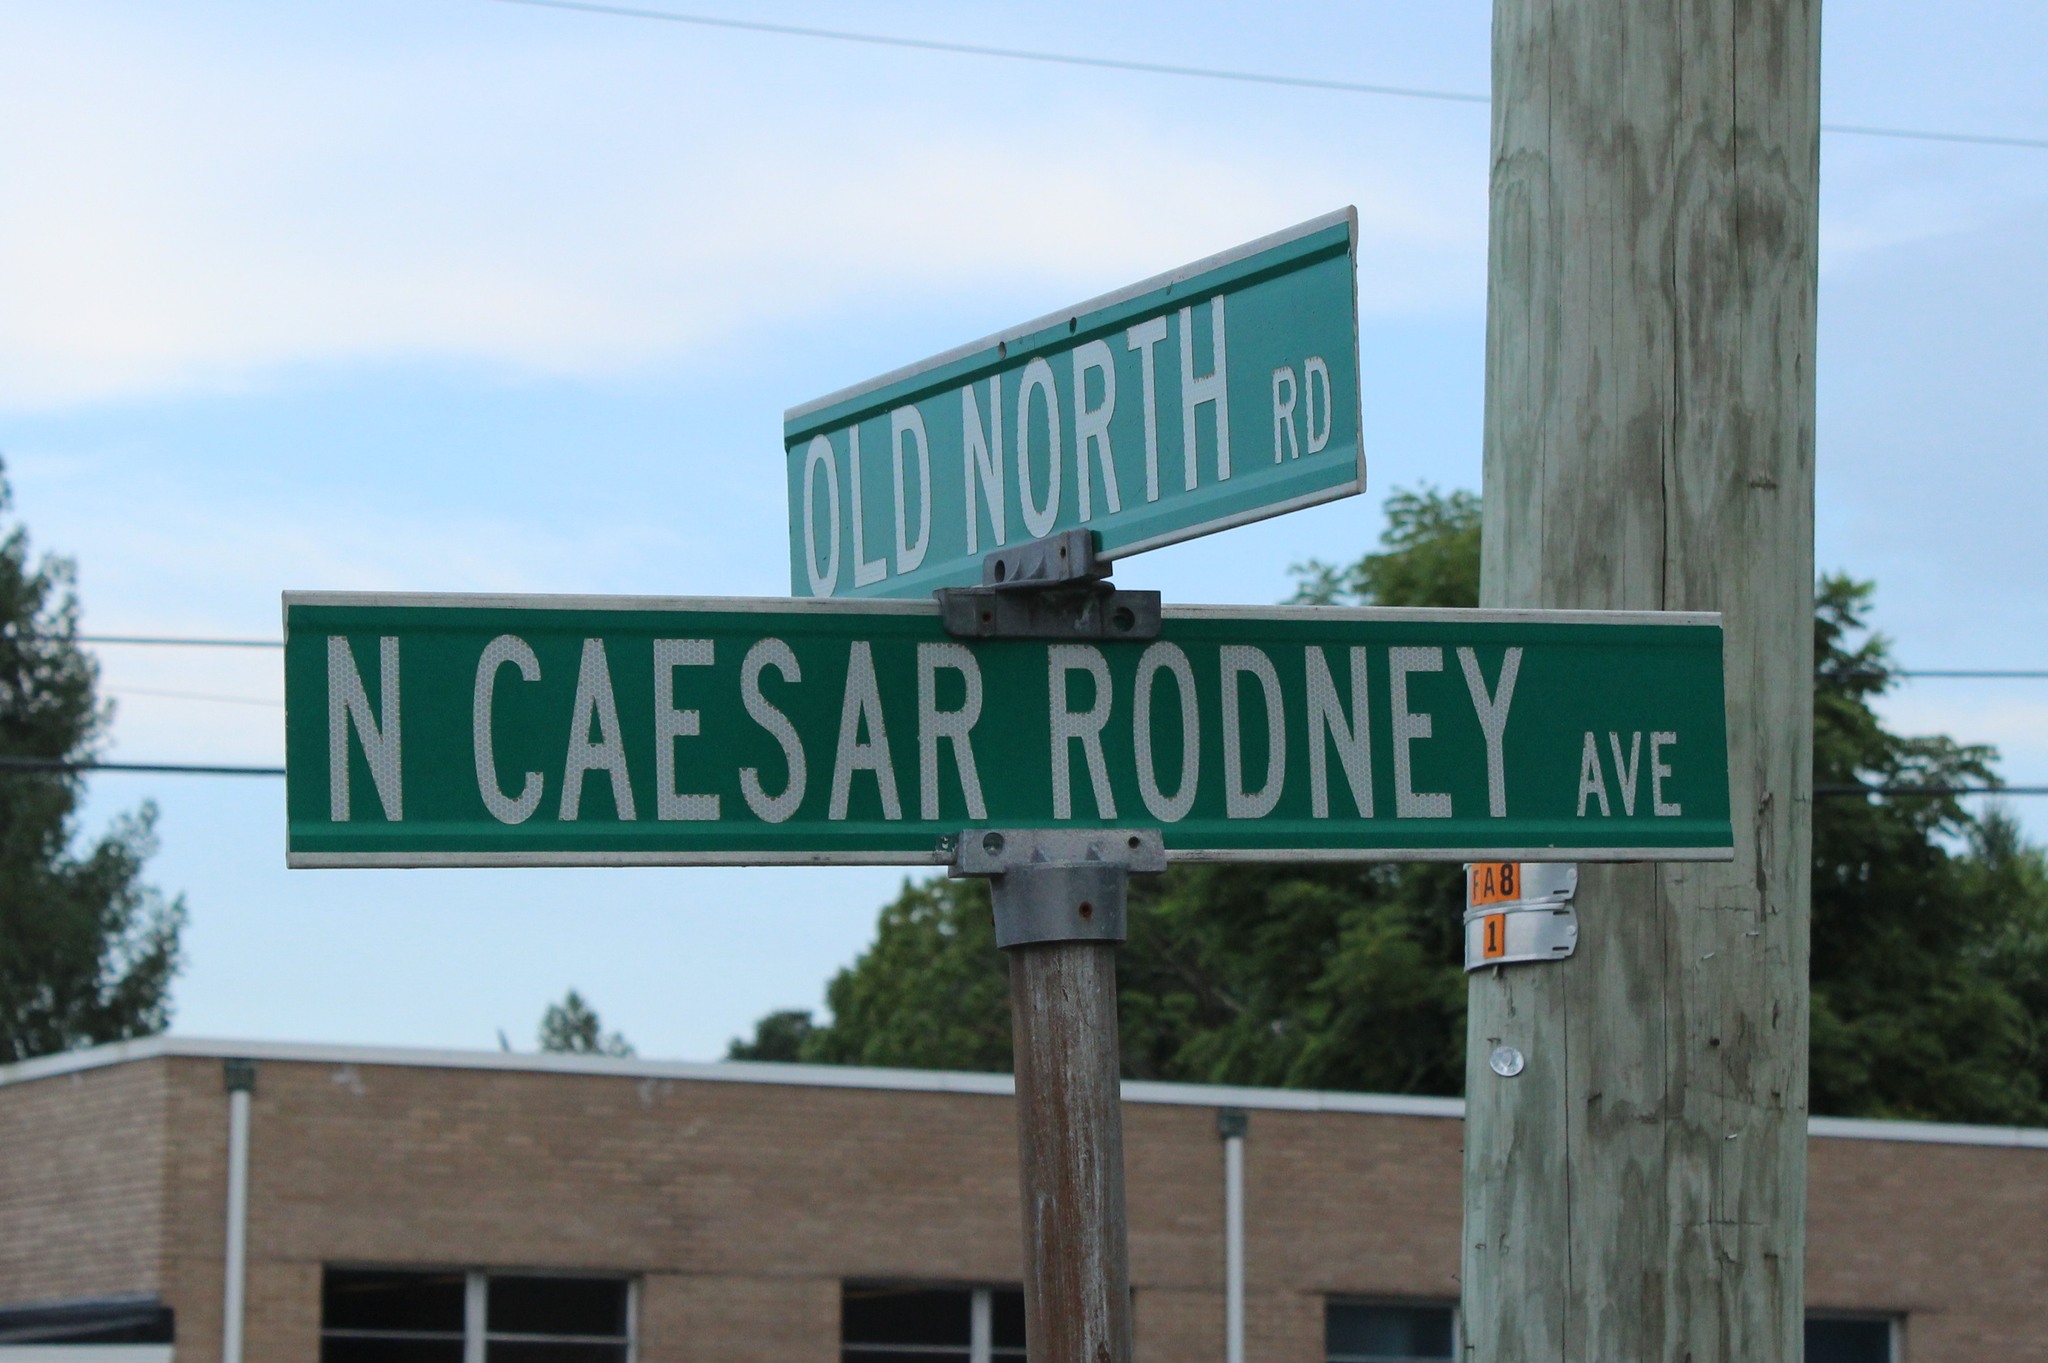 OLD NORTH RD
N CAESAR RODNEY AVE
FA8
1